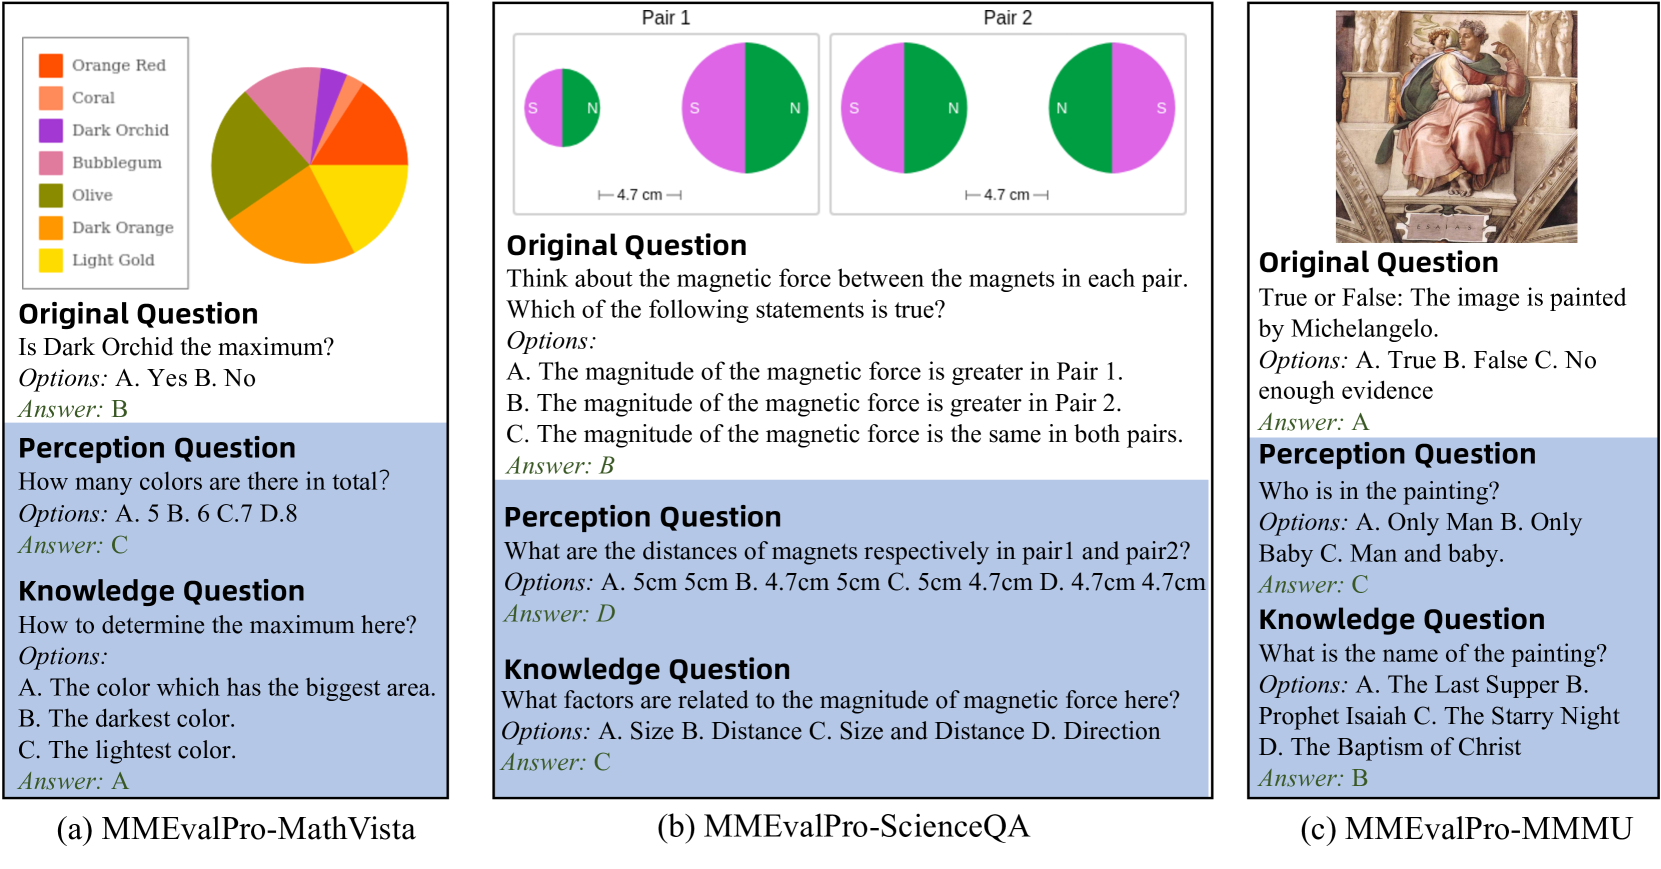 Orange Red
Coral
Dark Orchid
Bubblegum
Olive
Dark Orange
Light Gold
Original Question
Is Dark Orchid the maximum?
Options: A. Yes B. No
Answer: B
Perception Question
How many colors are there in total?
Options: A. 5 B. 6 C.7 D.8
Answer: C
Knowledge Question
How to determine the maximum here?
Options:
A. The color which has the biggest area.
B. The darkest color.
C. The lightest color.
Answer: A
(a) MMEvalPro-MathVista
Pair 1
Pair 2
S N S N
S N N S
4.7 cm
4.7 cm
Original Question
Think about the magnetic force between the magnets in each pair.
Which of the following statements is true?
Options:
A. The magnitude of the magnetic force is greater in Pair 1.
B. The magnitude of the magnetic force is greater in Pair 2.
C. The magnitude of the magnetic force is the same in both pairs.
Answer: B
Perception Question
What are the distances of magnets respectively in pair1 and pair2?
Options: A. 5cm 5cm B. 4.7cm 5cm C. 5cm 4.7cm D. 4.7cm 4.7cm
Answer: D
Knowledge Question
What factors are related to the magnitude of magnetic force here?
Options: A. Size B. Distance C. Size and Distance D. Direction
Answer: C
(b) MMEvalPro-ScienceQA
Original Question
True or False: The image is painted
by Michelangelo.
Options: A. True B. False C. No
enough evidence
Answer: A
Perception Question
Who is in the painting?
Options: A. Only Man B. Only
Baby C. Man and baby.
Answer: C
Knowledge Question
What is the name of the painting?
Options: A. The Last Supper B.
Prophet Isaiah C. The Starry Night
D. The Baptism of Christ
Answer: B
(c) MMEvalPro-MMMU